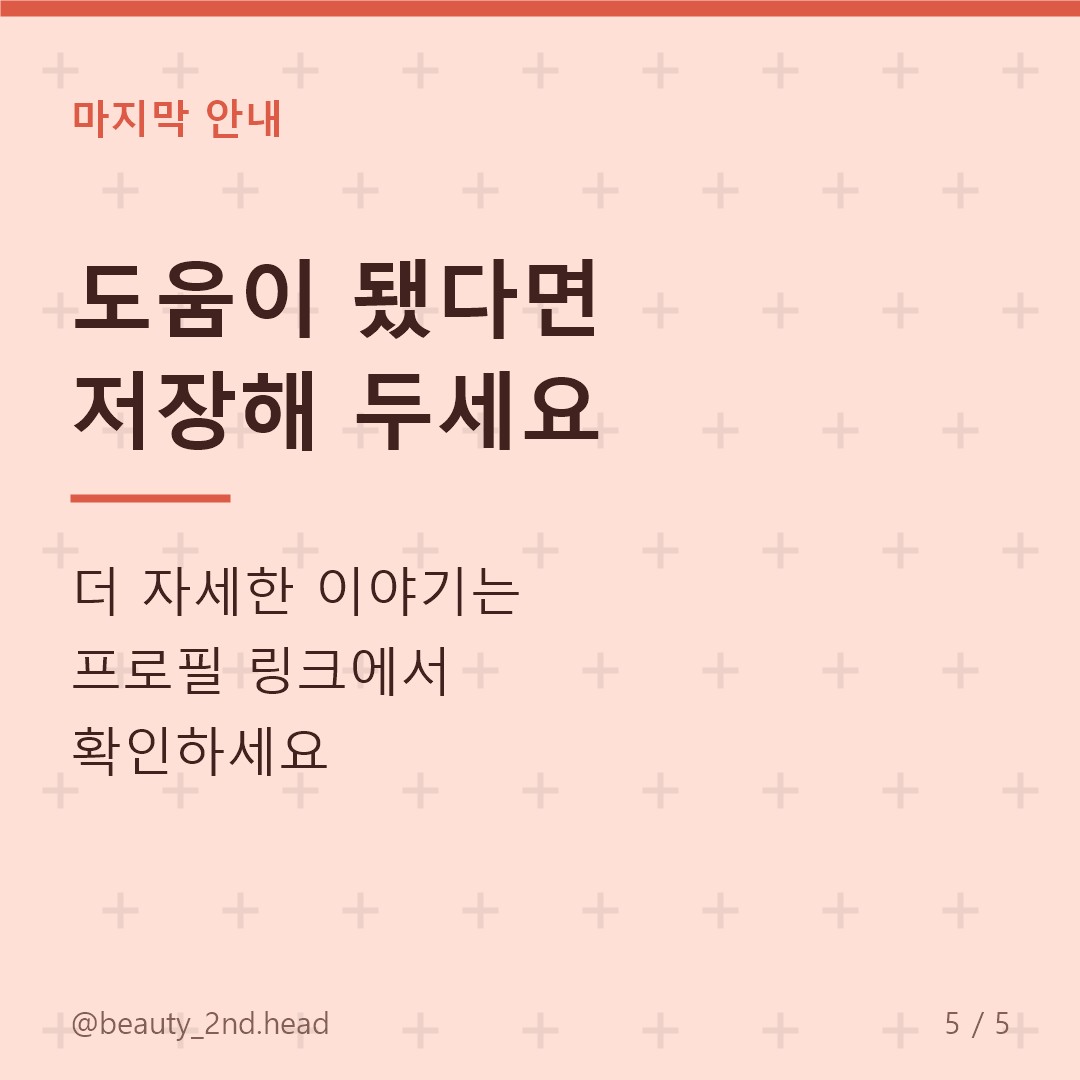 마지막 안내
도움이 됐다면
저장해 두세요
더 자세한 이야기는
프로필 링크에서
확인하세요
@beauty_2nd.head
5 / 5